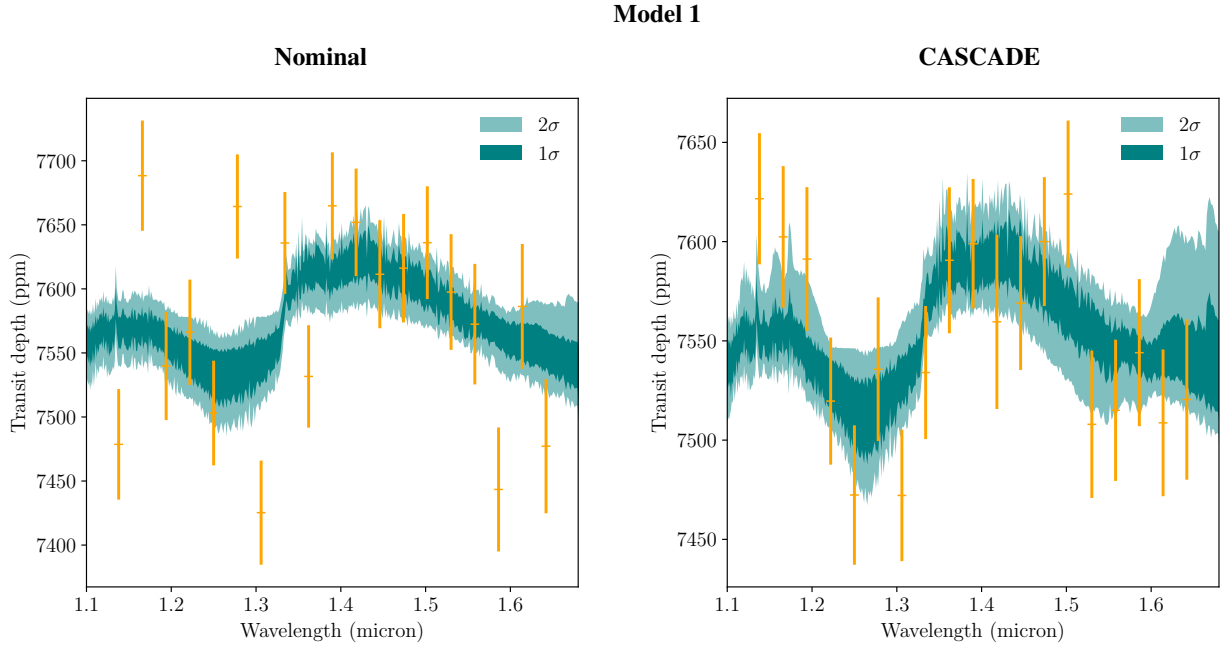 Model 1
Nominal
CASCADE
2σ
1σ
7700
7650
7600
7550
7500
7450
7400
Transit depth (ppm)
1.1 1.2 1.3 1.4 1.5 1.6
Wavelength (micron)
2σ
1σ
7650
7600
7550
7500
7450
Transit depth (ppm)
1.1 1.2 1.3 1.4 1.5 1.6
Wavelength (micron)